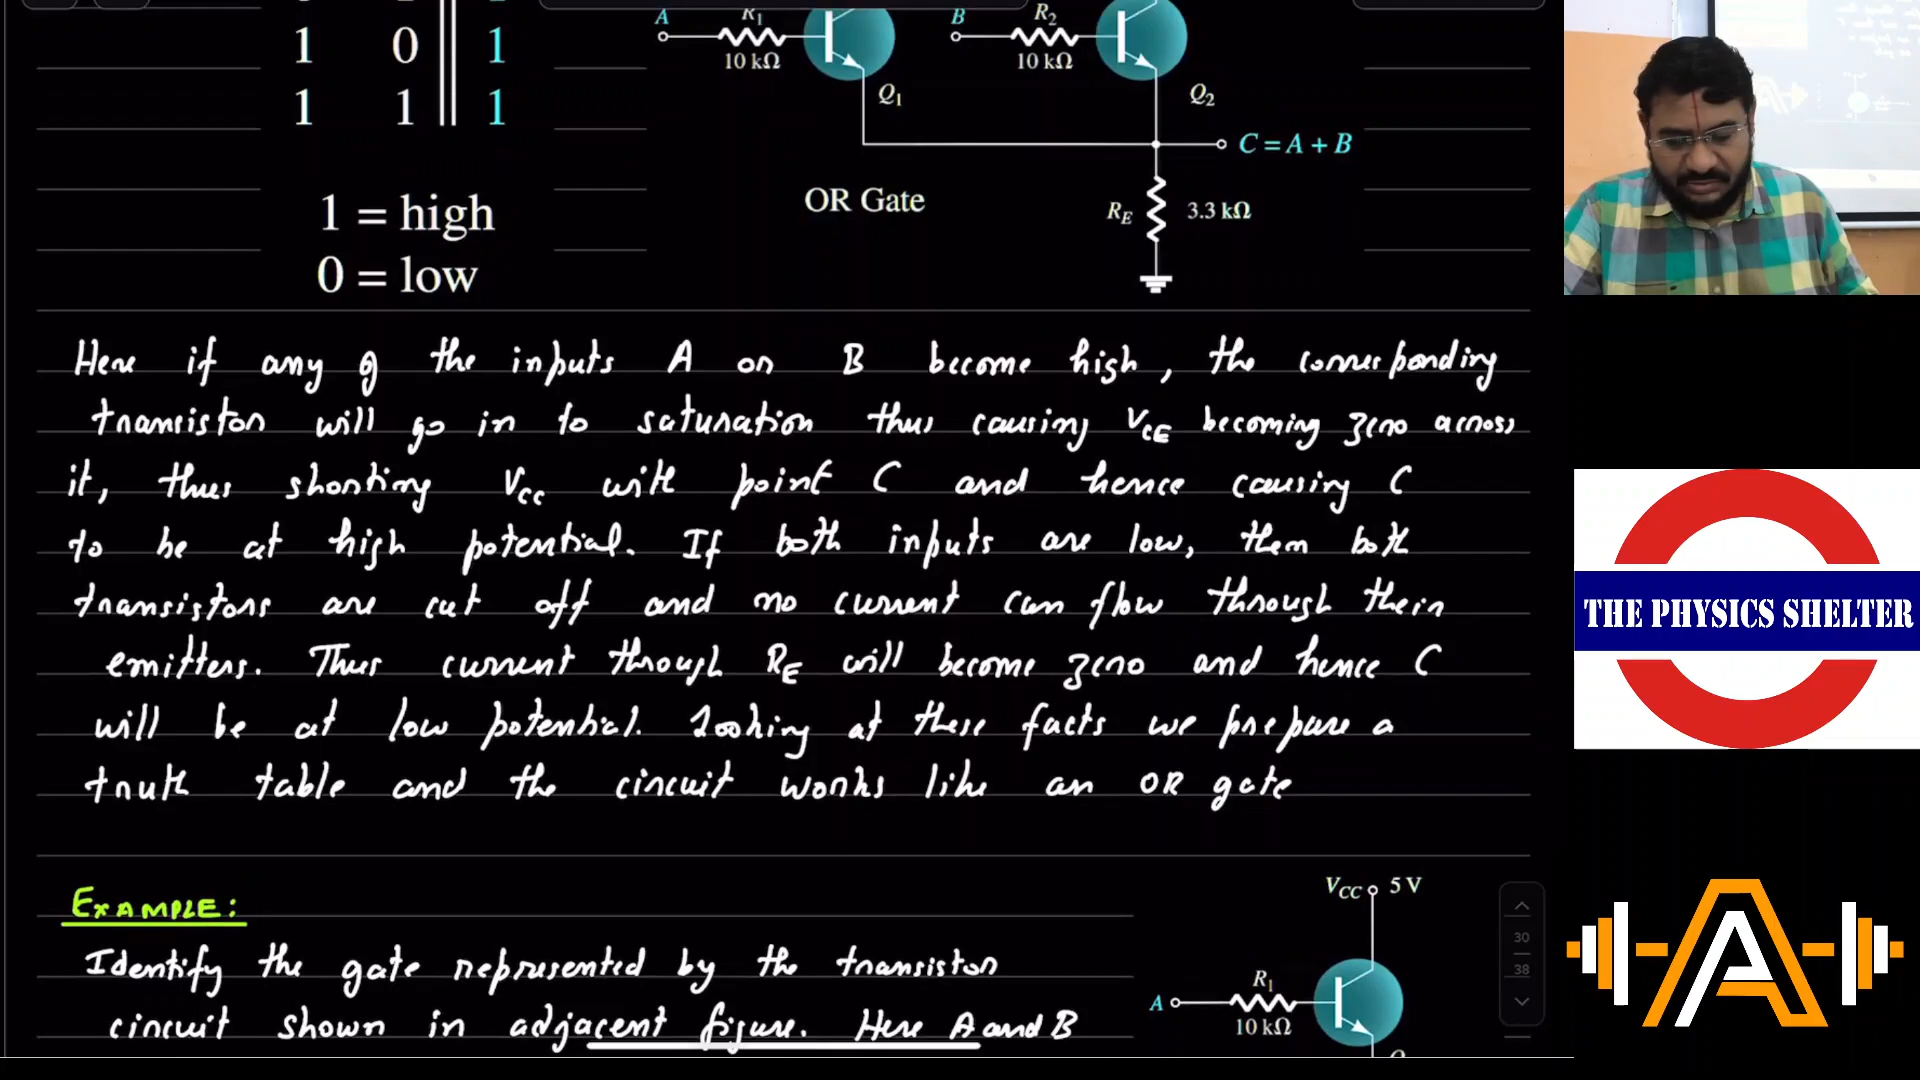 1 0 1
1 1 1
1 = high
0 = low
A R1 10 kΩ Q1
B R2 10 kΩ Q2
C = A + B
OR Gate
RE 3.3 kΩ
Here if any of the inputs A or B become high, the corresponding
transistor will go in to saturation thus causing VCE becoming zero across
it, thus shorting Vcc with point C and hence causing C
to be at high potential. If both inputs are low, them both
transistors are cut off and no current can flow through their
emitters. Thus current through RE will become zero and hence C
will be at low potential. Looking at these facts we prepare a
truth table and the circuit works like an OR gate
EXAMPLE:
Identify the gate represented by the transistor
circuit shown in adjacent figure. Here A and B
VCC 5 V
A R1 10 kΩ
30
38
THE PHYSICS SHELTER
A